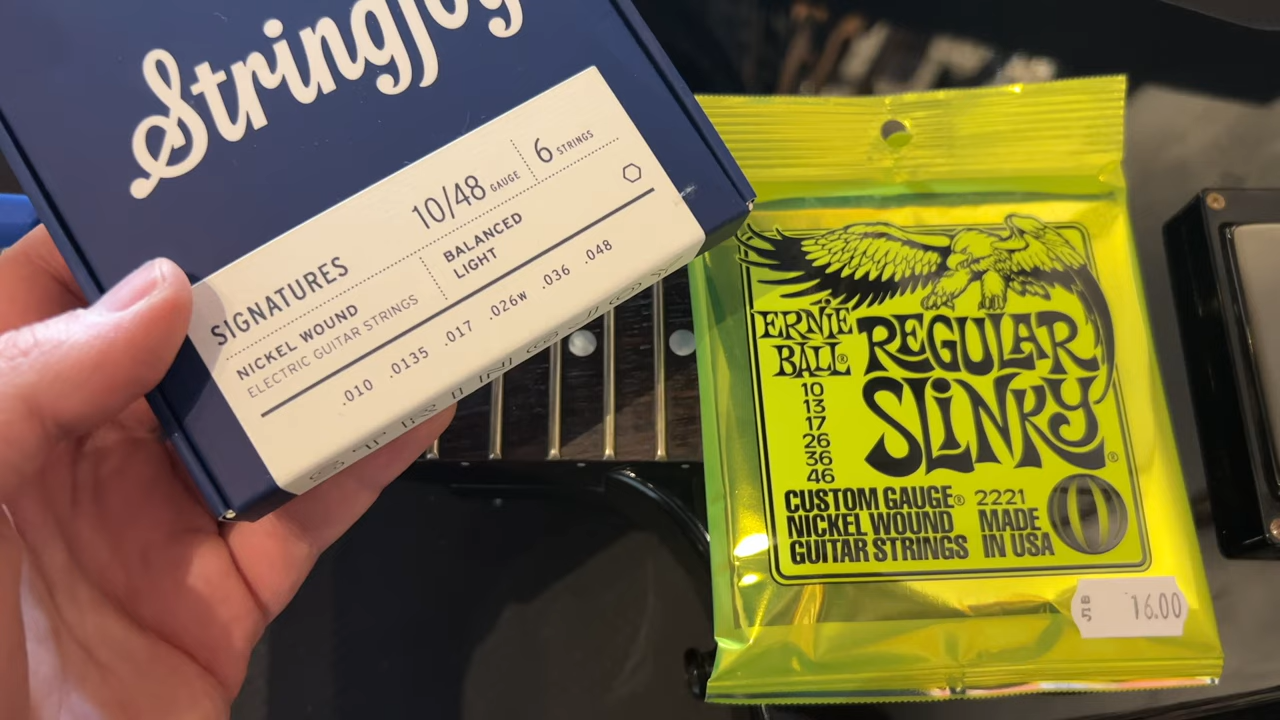 Stringjoy
SIGNATURES
10/48 GAUGE
6 STRINGS
NICKEL WOUND
ELECTRIC GUITAR STRINGS
BALANCED
LIGHT
.010 .0135 .017 .026w .036 .048
ERNiE
BALL®
REGULAR
SLiNKY®
10
13
17
26
36
46
CUSTOM GAUGE®
NICKEL WOUND
GUITAR STRINGS
2221
MADE
IN USA
ЛВ
16.00